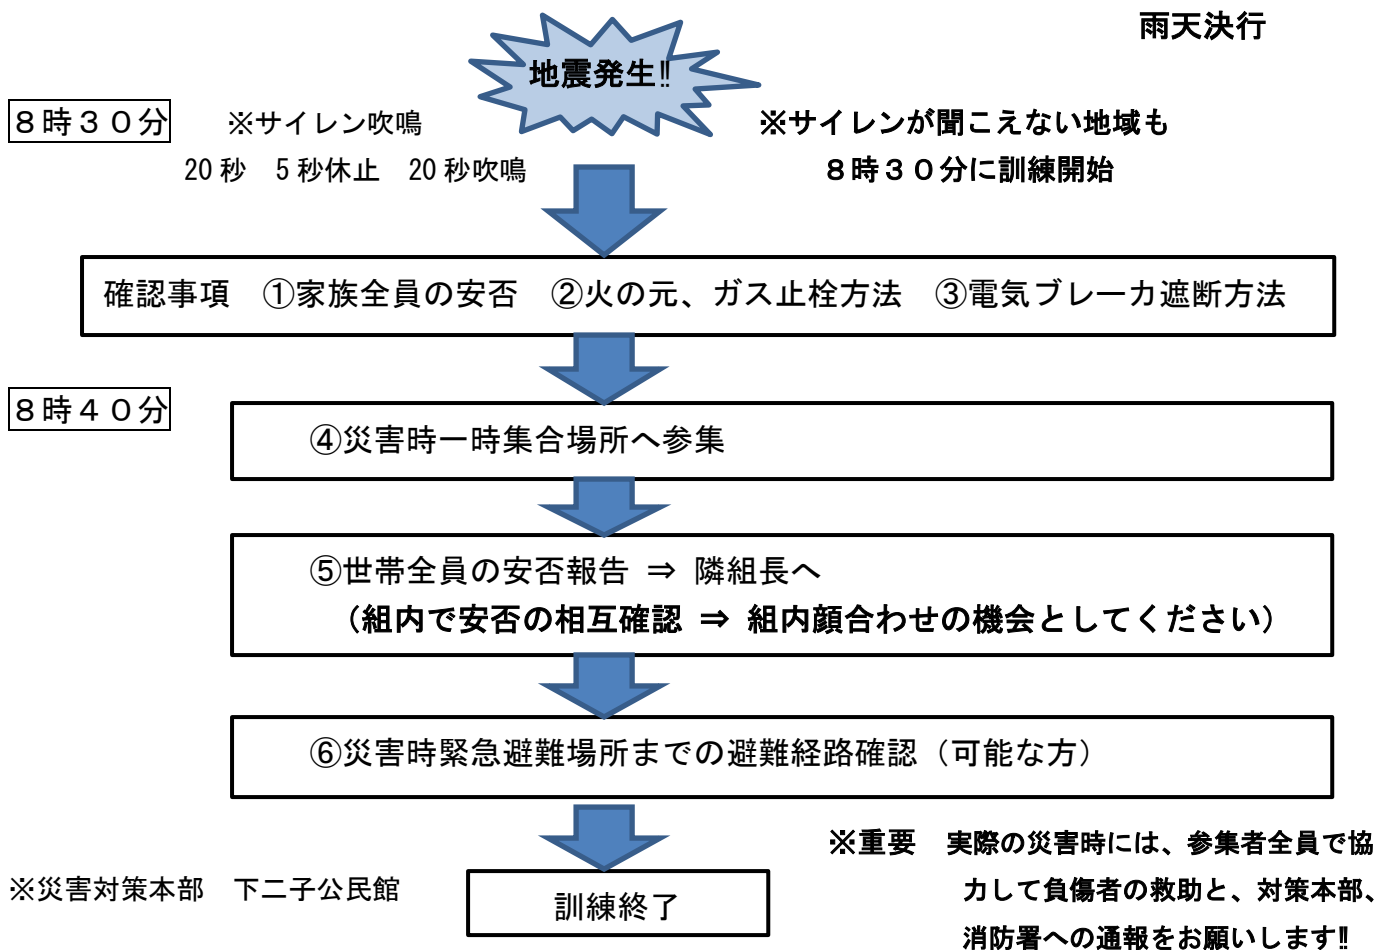 雨天決行
地震発生‼
８時３０分
※サイレン吹鳴
20秒　5秒休止　20秒吹鳴
※サイレンが聞こえない地域も
８時３０分に訓練開始
確認事項　①家族全員の安否　②火の元、ガス止栓方法　③電気ブレーカ遮断方法
８時４０分
④災害時一時集合場所へ参集
⑤世帯全員の安否報告 ⇒ 隣組長へ
（組内で安否の相互確認 ⇒ 組内顔合わせの機会としてください）
⑥災害時緊急避難場所までの避難経路確認（可能な方）
※重要　実際の災害時には、参集者全員で協
力して負傷者の救助と、対策本部、
消防署への通報をお願いします‼
※災害対策本部　下二子公民館
訓練終了